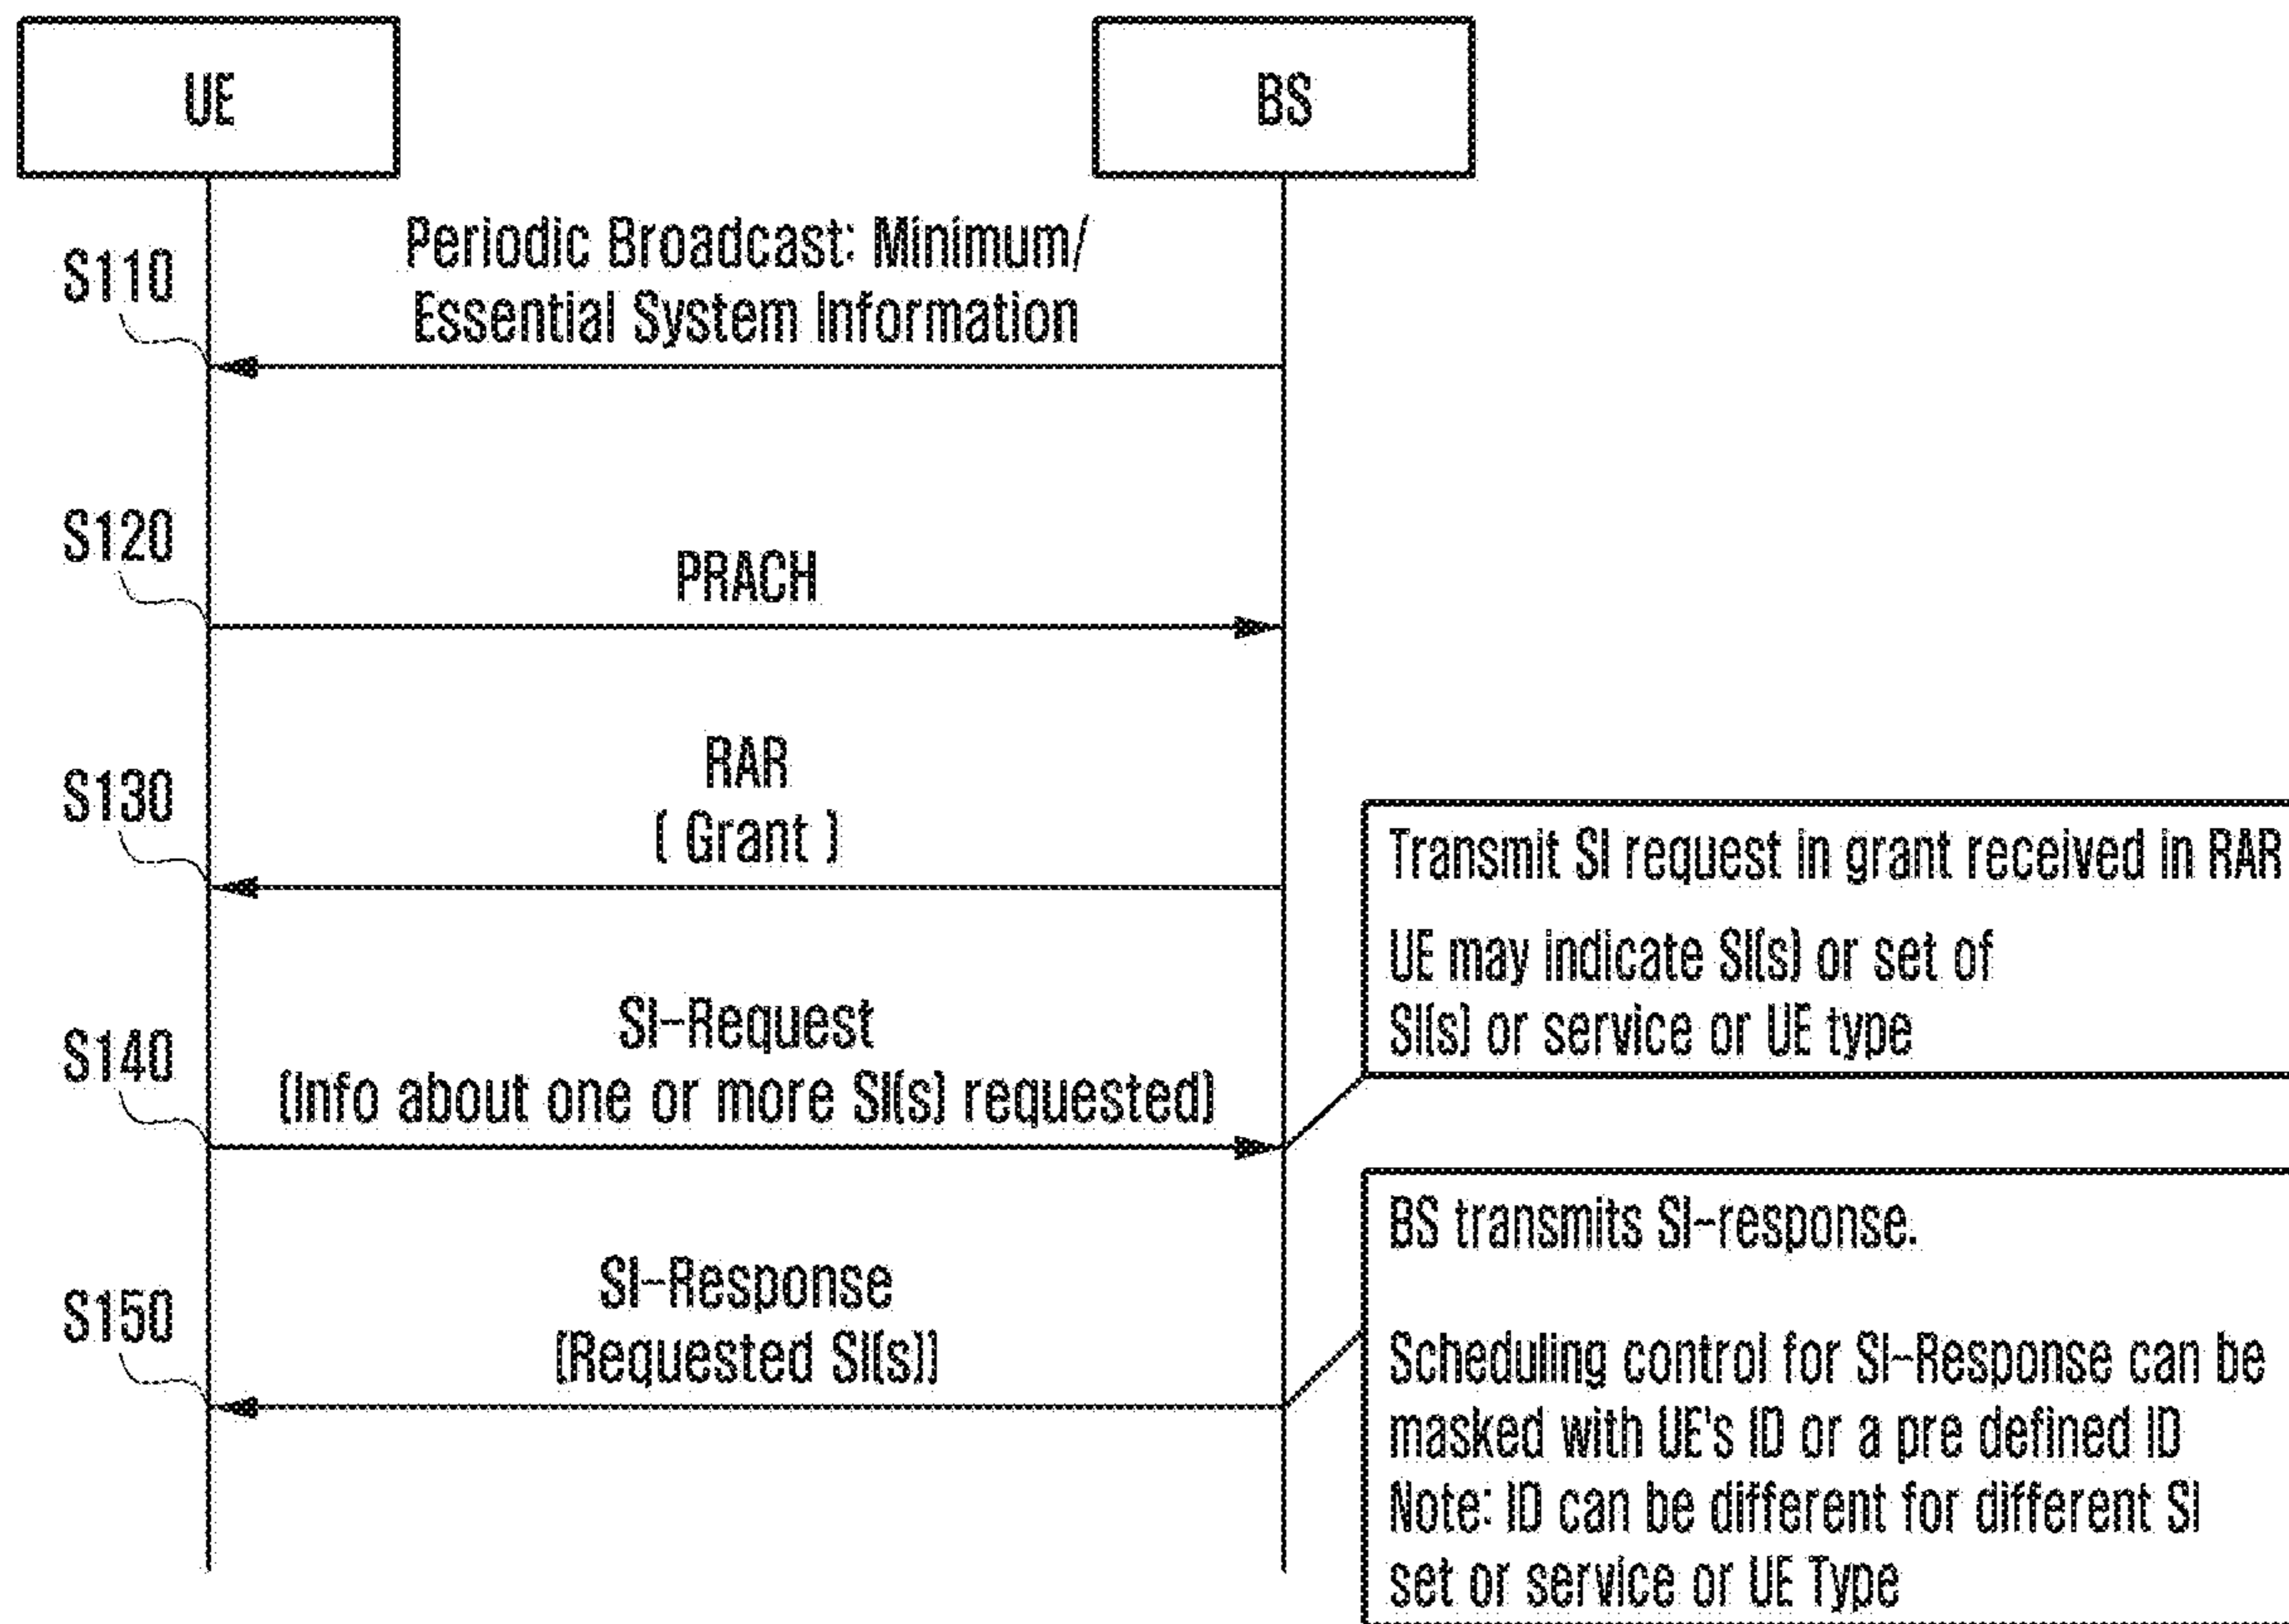 UE
BS
S110
Periodic Broadcast: Minimum/
Essential System Information
S120
PRACH
S130
RAR
( Grant )
Transmit SI request in grant received in RAR
UE may indicate SI(s) or set of
SI(s) or service or UE type
S140
SI-Request
(Info about one or more SI(s) requested)
BS transmits SI-response.
Scheduling control for SI-Response can be
masked with UE's ID or a pre defined ID
Note: ID can be different for different SI
set or service or UE Type
S150
SI-Response
(Requested SI(s))